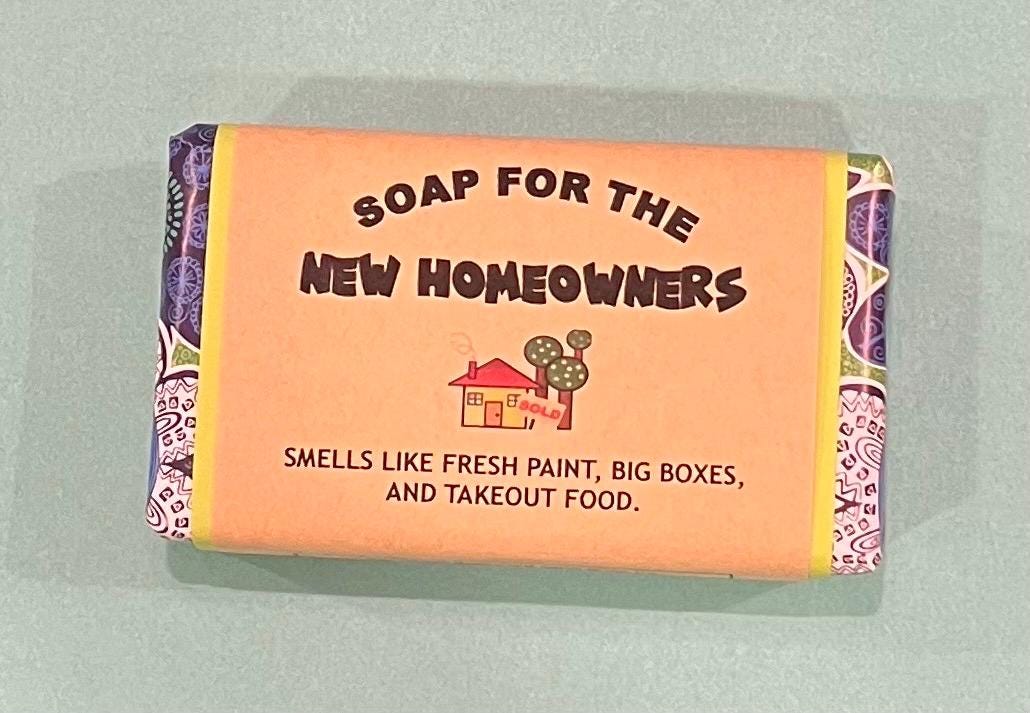 SOAP FOR THE
NEW HOMEOWNERS
SOLD
SMELLS LIKE FRESH PAINT, BIG BOXES,
AND TAKEOUT FOOD.